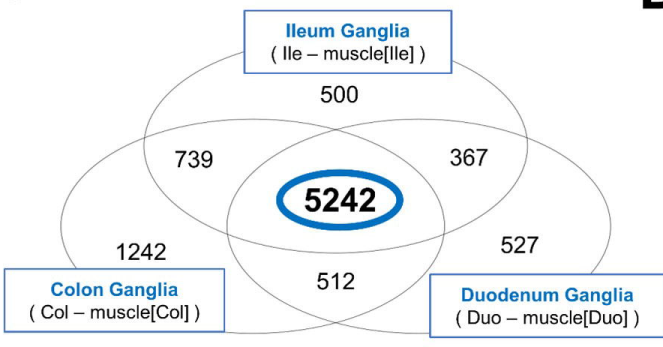 Ileum Ganglia
( Ile – muscle[Ile] )
500
739
367
5242
1242
527
512
Colon Ganglia
( Col – muscle[Col] )
Duodenum Ganglia
( Duo – muscle[Duo] )